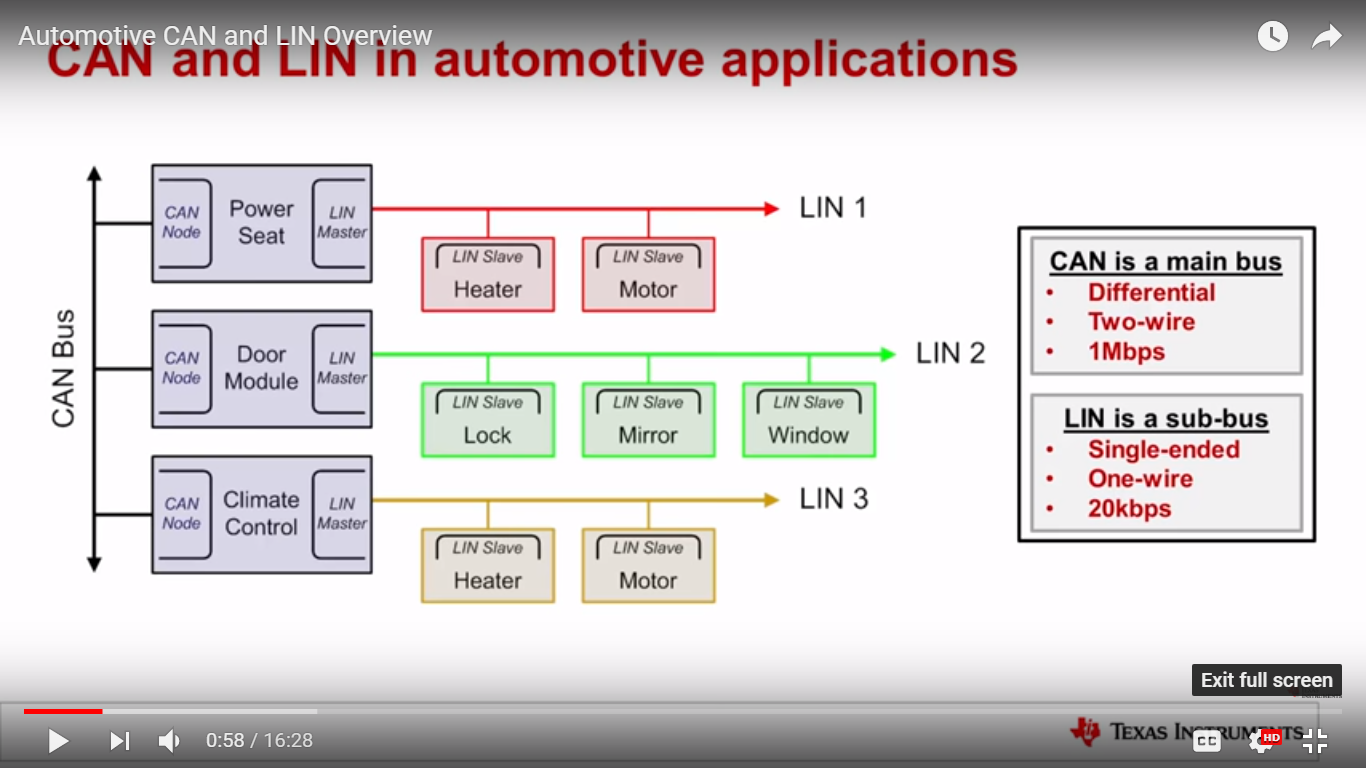 Automotive CAN and LIN Overview
CAN and LIN in automotive applications
CAN Bus
CAN
Node
Power
Seat
LIN
Master
LIN 1
LIN Slave
Heater
LIN Slave
Motor
CAN
Node
Door
Module
LIN
Master
LIN 2
LIN Slave
Lock
LIN Slave
Mirror
LIN Slave
Window
CAN
Node
Climate
Control
LIN
Master
LIN 3
LIN Slave
Heater
LIN Slave
Motor
CAN is a main bus
• Differential
• Two-wire
• 1Mbps
LIN is a sub-bus
• Single-ended
• One-wire
• 20kbps
Exit full screen
0:58 / 16:28
TEXAS INSTRUMENTS
CC
HD